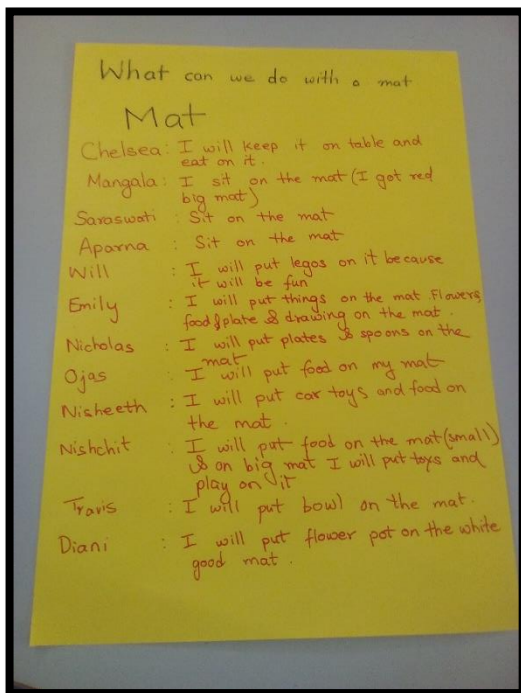 What can we do with a mat
Mat
Chelsea : I will keep it on table and
eat on it.
Mangala : I sit on the mat (I got red
big mat)
Saraswati : Sit on the mat
Aparna : Sit on the mat
Will : I will put legos on it because
it will be fun
Emily : I will put things on the mat. Flowers,
food & plate & drawing on the mat.
Nicholas : I will put plates & spoons on the
mat
Ojas : I will put food on my mat
Nisheeth : I will put car toys and food on
the mat.
Nishchit : I will put food on the mat (small)
& on big mat I will put toys and
play on it
Travis : I will put bowl on the mat.
Diani : I will put flower pot on the white
good mat.